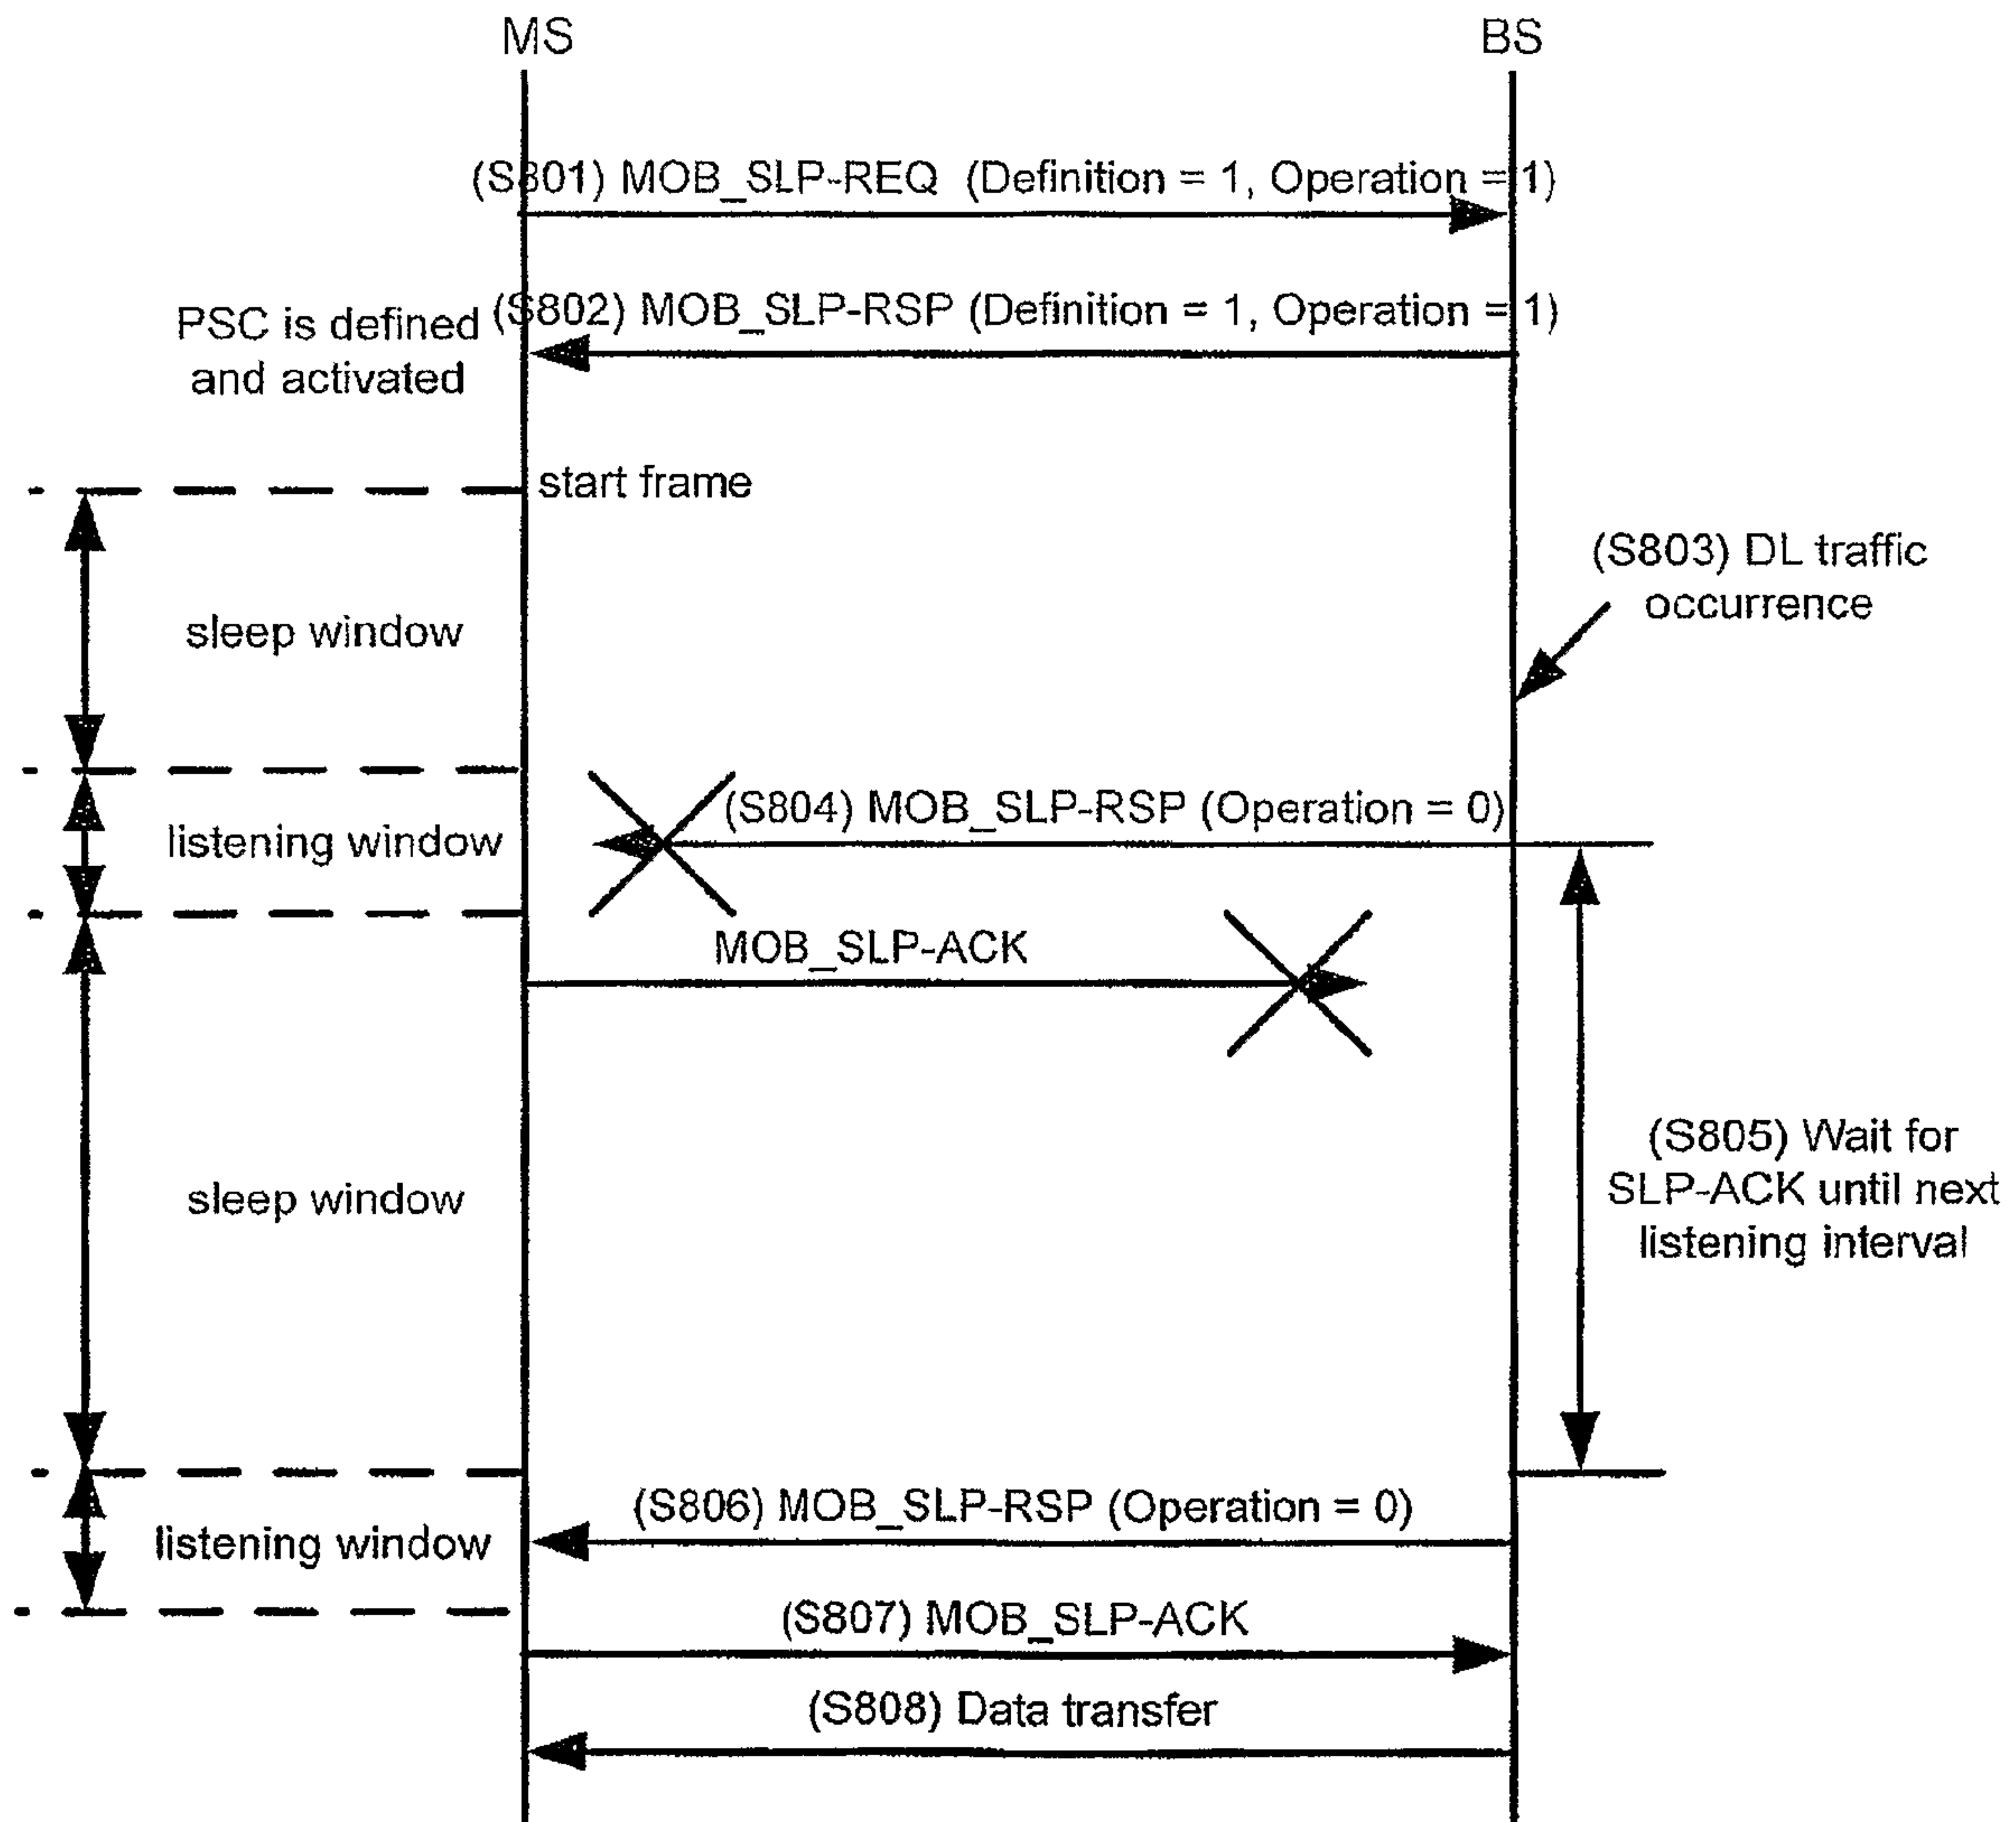 MS
BS
(S801) MOB_SLP-REQ (Definition = 1, Operation = 1)
(S802) MOB_SLP-RSP (Definition = 1, Operation = 1)
PSC is defined
and activated
start frame
(S803) DL traffic
occurrence
sleep window
(S804) MOB_SLP-RSP (Operation = 0)
listening window
MOB_SLP-ACK
(S805) Wait for
SLP-ACK until next
listening interval
sleep window
(S806) MOB_SLP-RSP (Operation = 0)
listening window
(S807) MOB_SLP-ACK
(S808) Data transfer